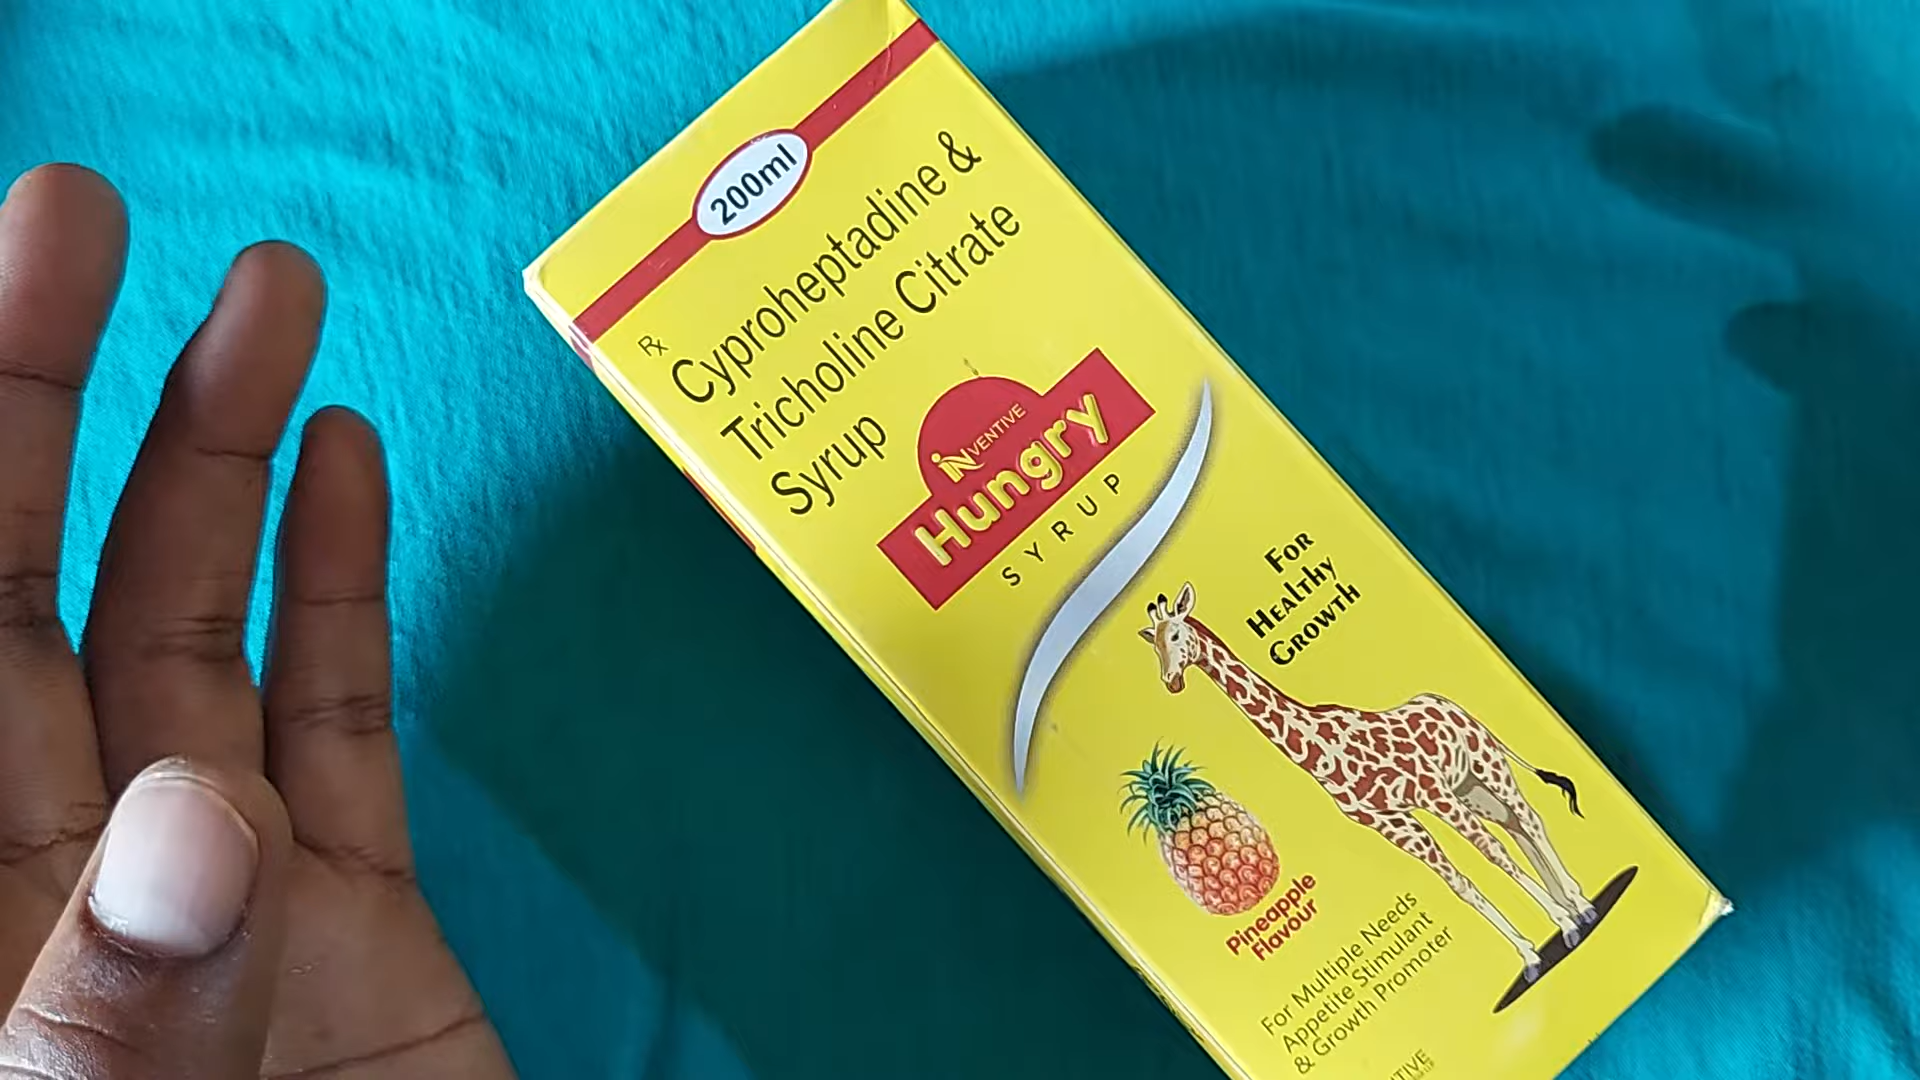 200ml
Rx
Cyproheptadine &
Tricholine Citrate
Syrup
INVENTIVE
Hungry
SYRUP
FOR
HEALTHY
GROWTH
Pineapple
Flavour
For Multiple Needs
Appetite Stimulant
& Growth Promoter